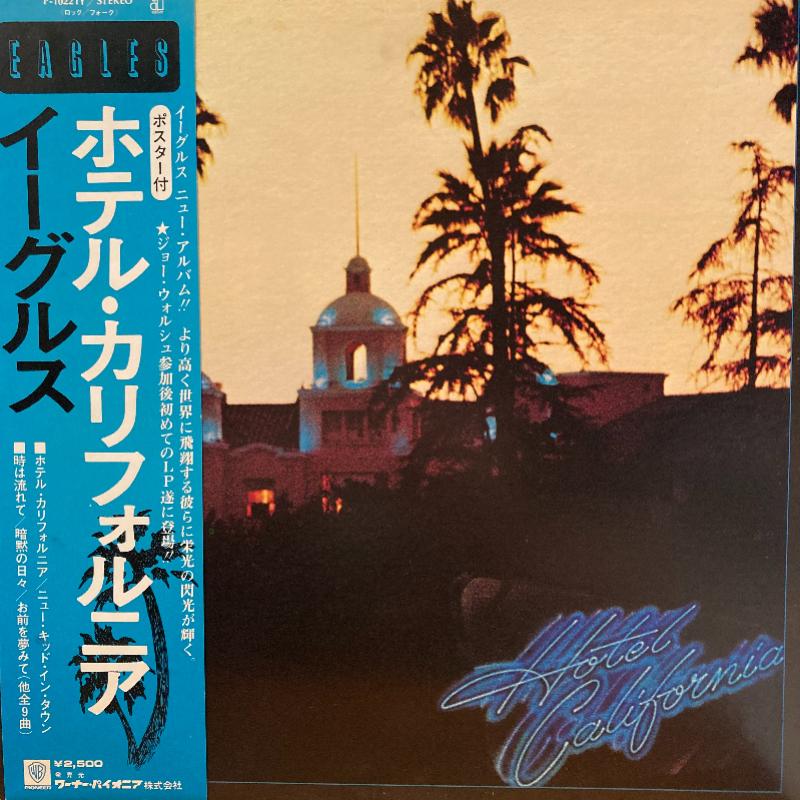 P-10221Y/STEREO
(ロック/フォーク)
EAGLES
イーグルス
ホテル・カリフォルニア
ポスター付
イーグルス ニュー・アルバム!! より高く世界に飛翔する彼らに栄光の閃光が輝く。
★ジョー・ウォルシュ参加後初めてのLP遂に登場!!
■ホテル・カリフォルニア/ニュー・キッド・イン・タウン
■時は流れて/暗黙の日々/お前を夢みて(他全9曲)
WB
PIONEER
¥2,500
発売元
ワーナー・パイオニア株式会社
Hotel
California